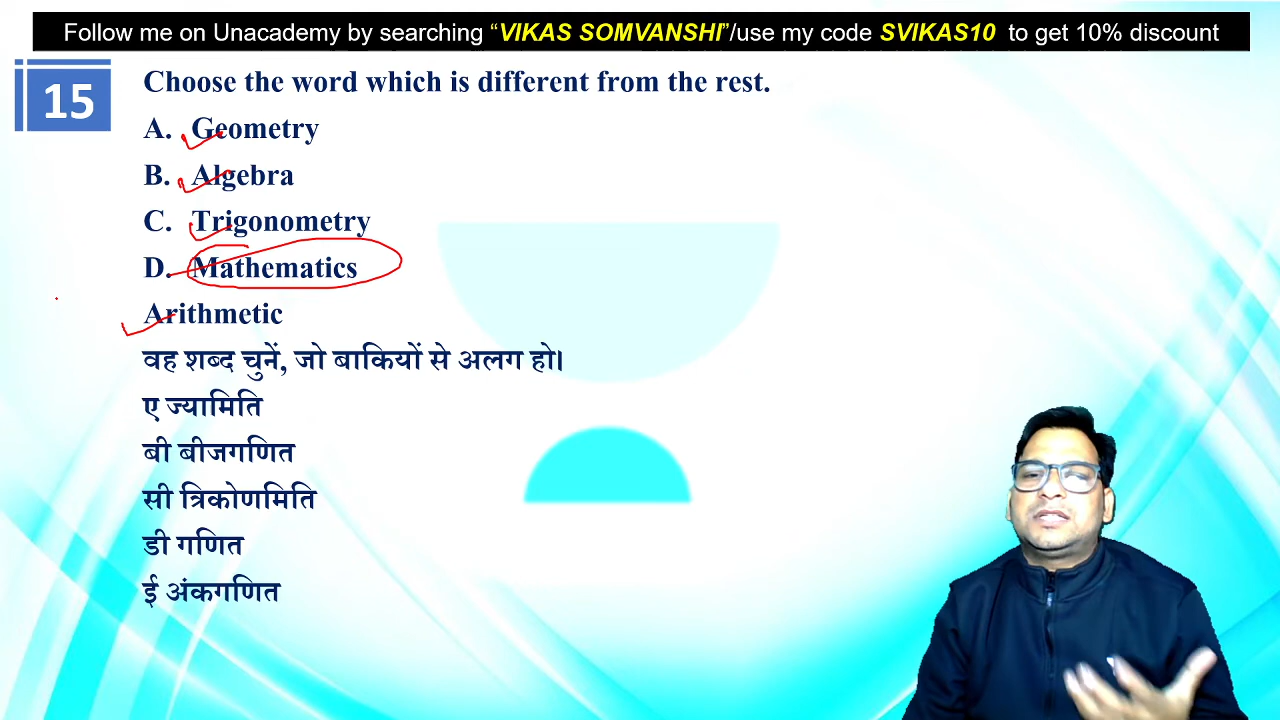 Follow me on Unacademy by searching “VIKAS SOMVANSHI”/use my code SVIKAS10 to get 10% discount
15
Choose the word which is different from the rest.
A. Geometry
B. Algebra
C. Trigonometry
D. Mathematics
Arithmetic
वह शब्द चुनें, जो बाकियों से अलग हो।
ए ज्यामिति
बी बीजगणित
सी त्रिकोणमिति
डी गणित
ई अंकगणित